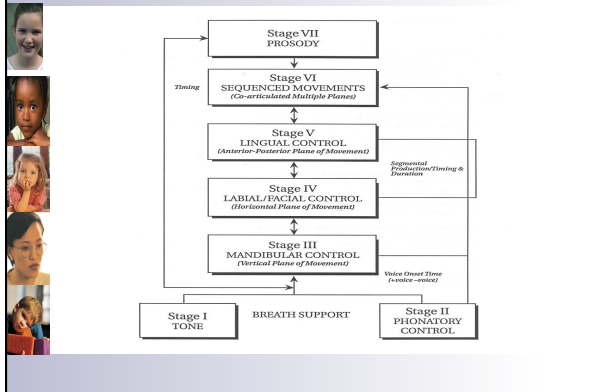 Stage VII
PROSODY
Timing
Stage VI
SEQUENCED MOVEMENTS
(Co-articulated Multiple Planes)
Stage V
LINGUAL CONTROL
(Anterior-Posterior Plane of Movement)
Segmental
Production/Timing &
Duration
Stage IV
LABIAL/FACIAL CONTROL
(Horizontal Plane of Movement)
Stage III
MANDIBULAR CONTROL
(Vertical Plane of Movement)
Voice Onset Time
(+voice –voice)
Stage I
TONE
BREATH SUPPORT
Stage II
PHONATORY
CONTROL